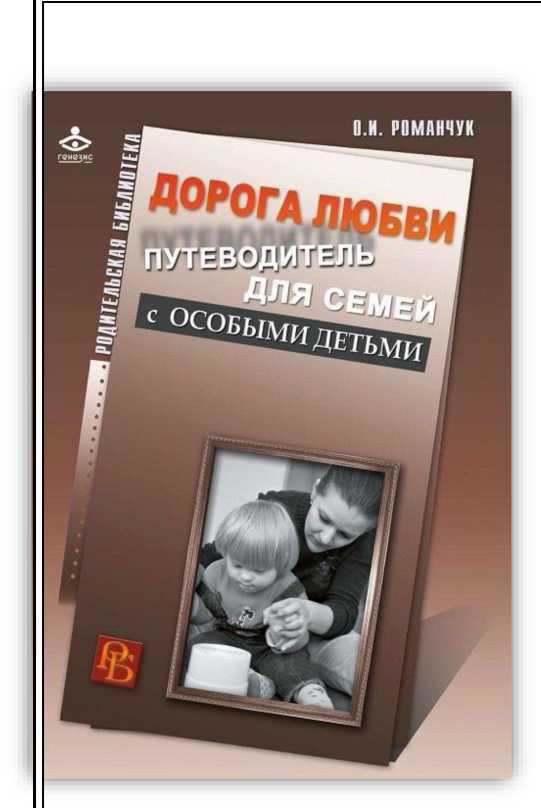 О.И. РОМАНЧУК
генезис
РОДИТЕЛЬСКАЯ БИБЛИОТЕКА
ДОРОГА ЛЮБВИ
ПУТЕВОДИТЕЛЬ
ДЛЯ СЕМЕЙ
с ОСОБЫМИ ДЕТЬМИ
РБ